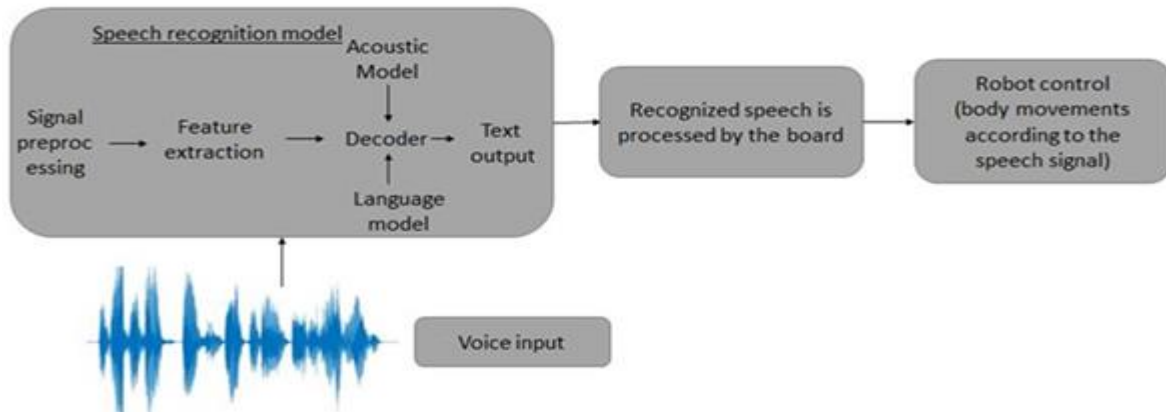 Speech recognition model
Acoustic
Model
Signal
preproc
essing
Feature
extraction
Decoder
Text
output
Language
model
Recognized speech is
processed by the board
Robot control
(body movements
according to the
speech signal)
Voice input